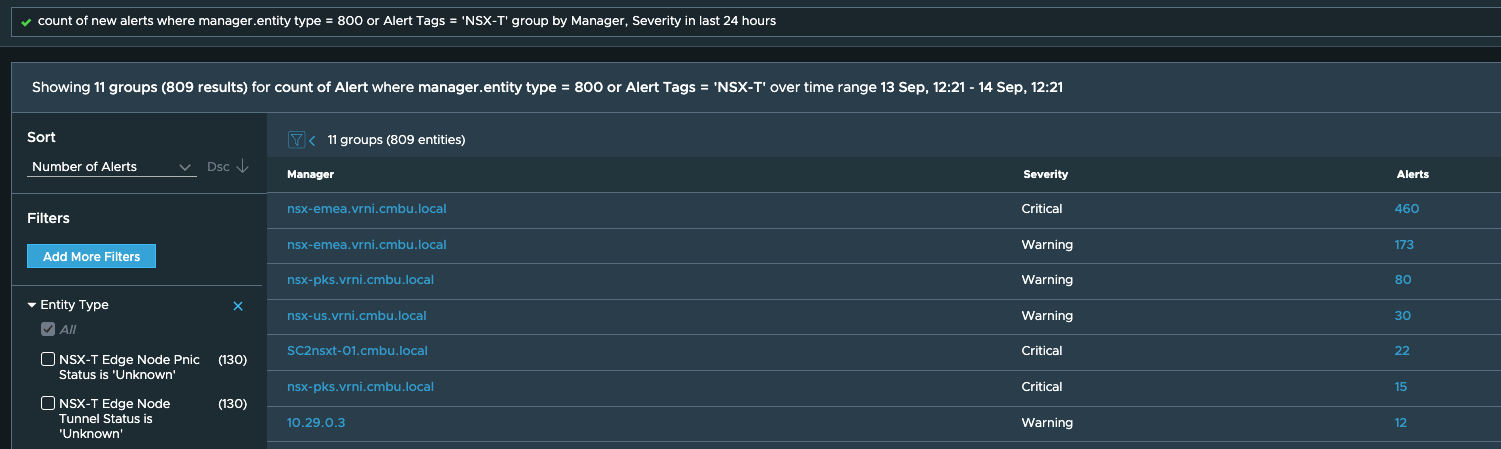 count of new alerts where manager.entity type = 800 or Alert Tags = 'NSX-T' group by Manager, Severity in last 24 hours
Showing 11 groups (809 results) for count of Alert where manager.entity type = 800 or Alert Tags = 'NSX-T' over time range 13 Sep, 12:21 - 14 Sep, 12:21
Sort
Number of Alerts Dsc
Filters
Add More Filters
Entity Type
All
NSX-T Edge Node Pnic (130)
Status is 'Unknown'
NSX-T Edge Node (130)
Tunnel Status is
'Unknown'
11 groups (809 entities)
Manager Severity Alerts
nsx-emea.vrni.cmbu.local Critical 460
nsx-emea.vrni.cmbu.local Warning 173
nsx-pks.vrni.cmbu.local Warning 80
nsx-us.vrni.cmbu.local Warning 30
SC2nsxt-01.cmbu.local Critical 22
nsx-pks.vrni.cmbu.local Critical 15
10.29.0.3 Warning 12